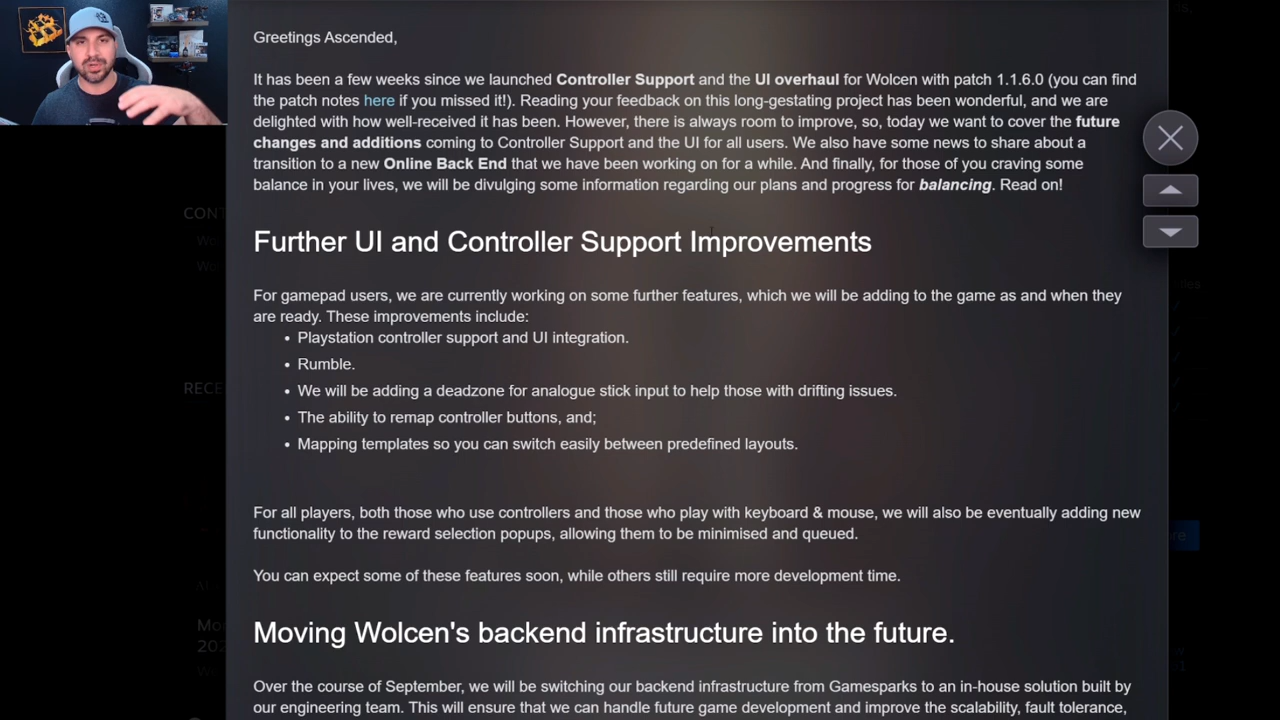 Greetings Ascended,
It has been a few weeks since we launched Controller Support and the UI overhaul for Wolcen with patch 1.1.6.0 (you can find
the patch notes here if you missed it!). Reading your feedback on this long-gestating project has been wonderful, and we are
delighted with how well-received it has been. However, there is always room to improve, so, today we want to cover the future
changes and additions coming to Controller Support and the UI for all users. We also have some news to share about a
transition to a new Online Back End that we have been working on for a while. And finally, for those of you craving some
balance in your lives, we will be divulging some information regarding our plans and progress for balancing. Read on!
CONT
Further UI and Controller Support Improvements
For gamepad users, we are currently working on some further features, which we will be adding to the game as and when they
are ready. These improvements include:
• Playstation controller support and UI integration.
• Rumble.
RECE
• We will be adding a deadzone for analogue stick input to help those with drifting issues.
• The ability to remap controller buttons, and;
• Mapping templates so you can switch easily between predefined layouts.
For all players, both those who use controllers and those who play with keyboard & mouse, we will also be eventually adding new
functionality to the reward selection popups, allowing them to be minimised and queued.
You can expect some of these features soon, while others still require more development time.
Moving Wolcen's backend infrastructure into the future.
Over the course of September, we will be switching our backend infrastructure from Gamesparks to an in-house solution built by
our engineering team. This will ensure that we can handle future game development and improve the scalability, fault tolerance,